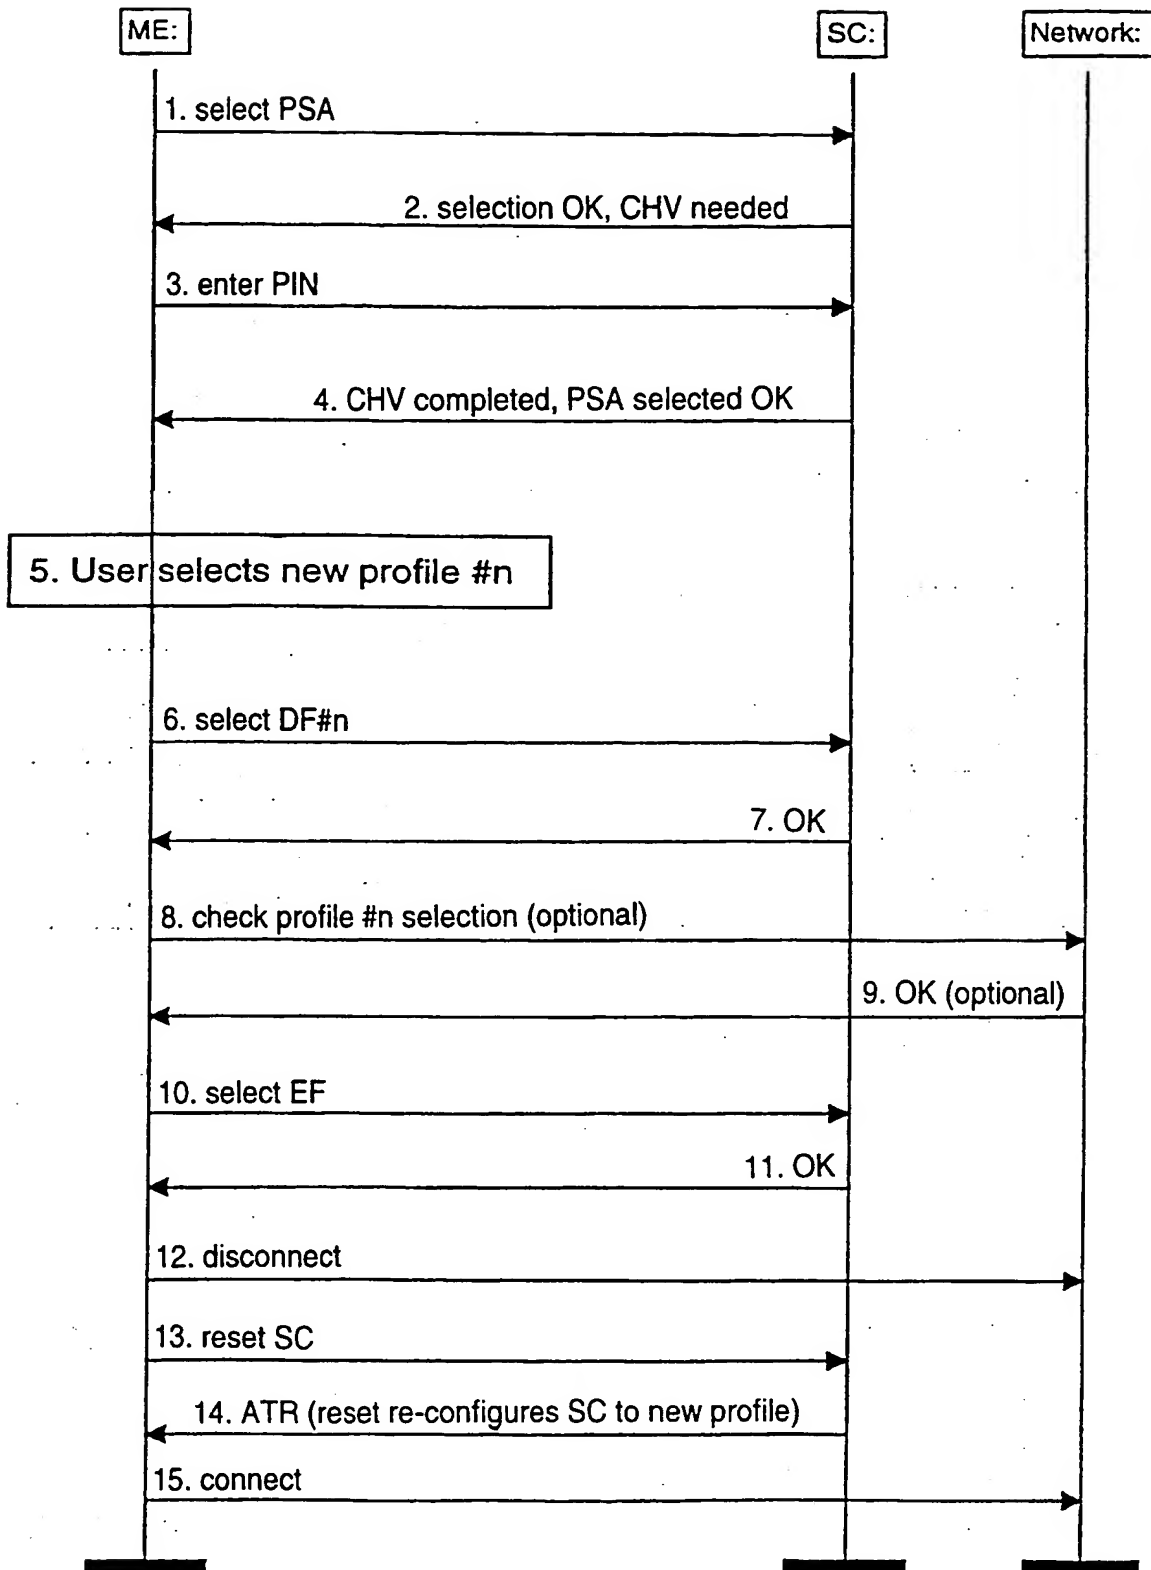 ME:
SC:
Network:
1. select PSA
2. selection OK, CHV needed
3. enter PIN
4. CHV completed, PSA selected OK
5. User selects new profile #n
6. select DF#n
7. OK
8. check profile #n selection (optional)
9. OK (optional)
10. select EF
11. OK
12. disconnect
13. reset SC
14. ATR (reset re-configures SC to new profile)
15. connect